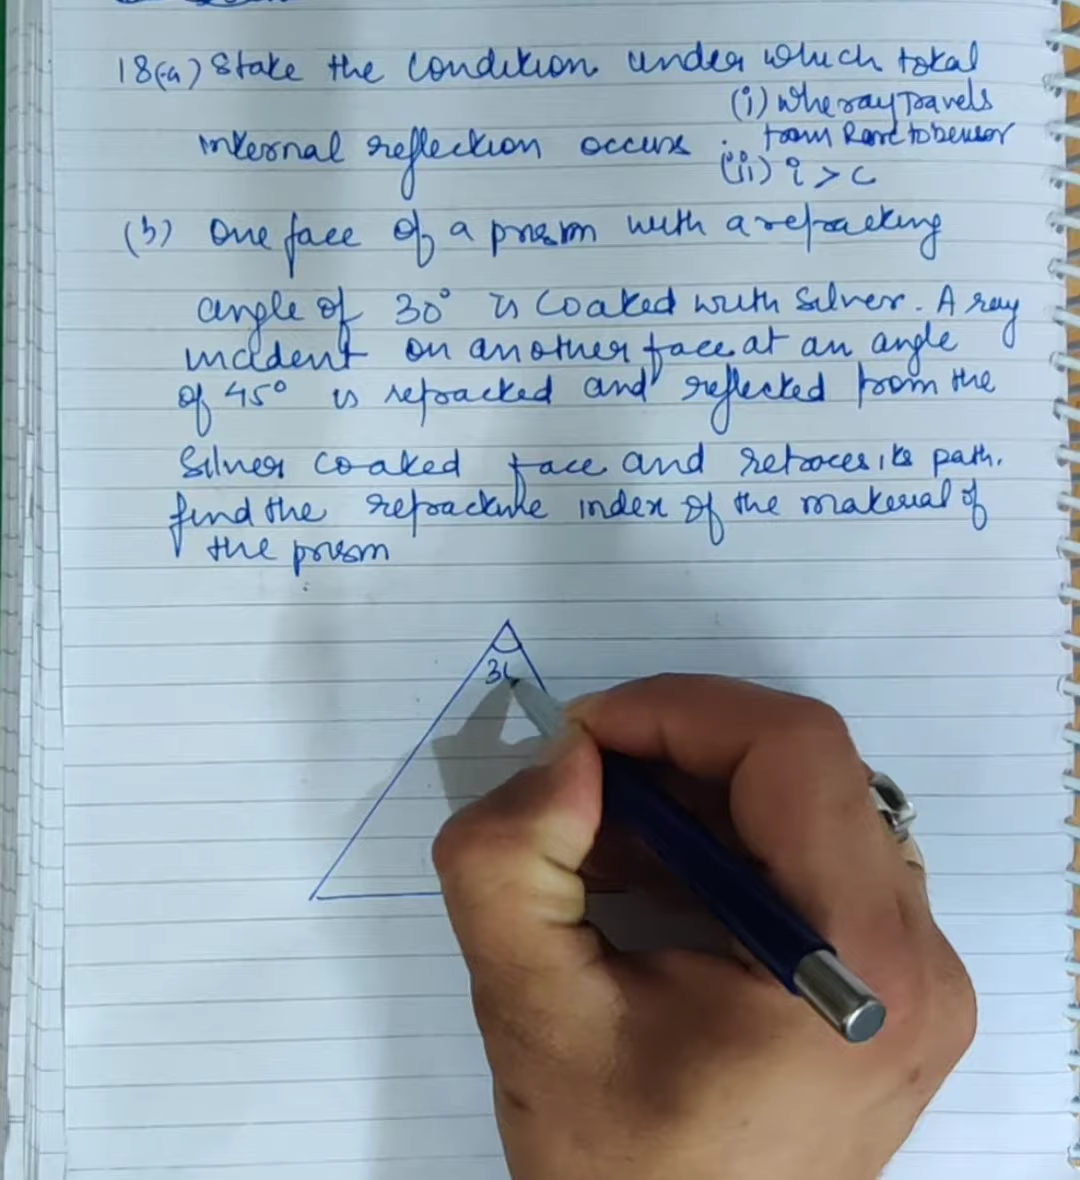 18(a) State the condition under which total
(i) whe ray travels
internal reflection occurs .
from Rare to denser
(ii) i > c
(b) One face of a prism with a refracting
angle of 30° is coated with Silver. A ray
incident on another face at an angle
of 45° is refracted and reflected from the
Silver coated face and retraces its path.
find the refractive index of the material of
the prism
30